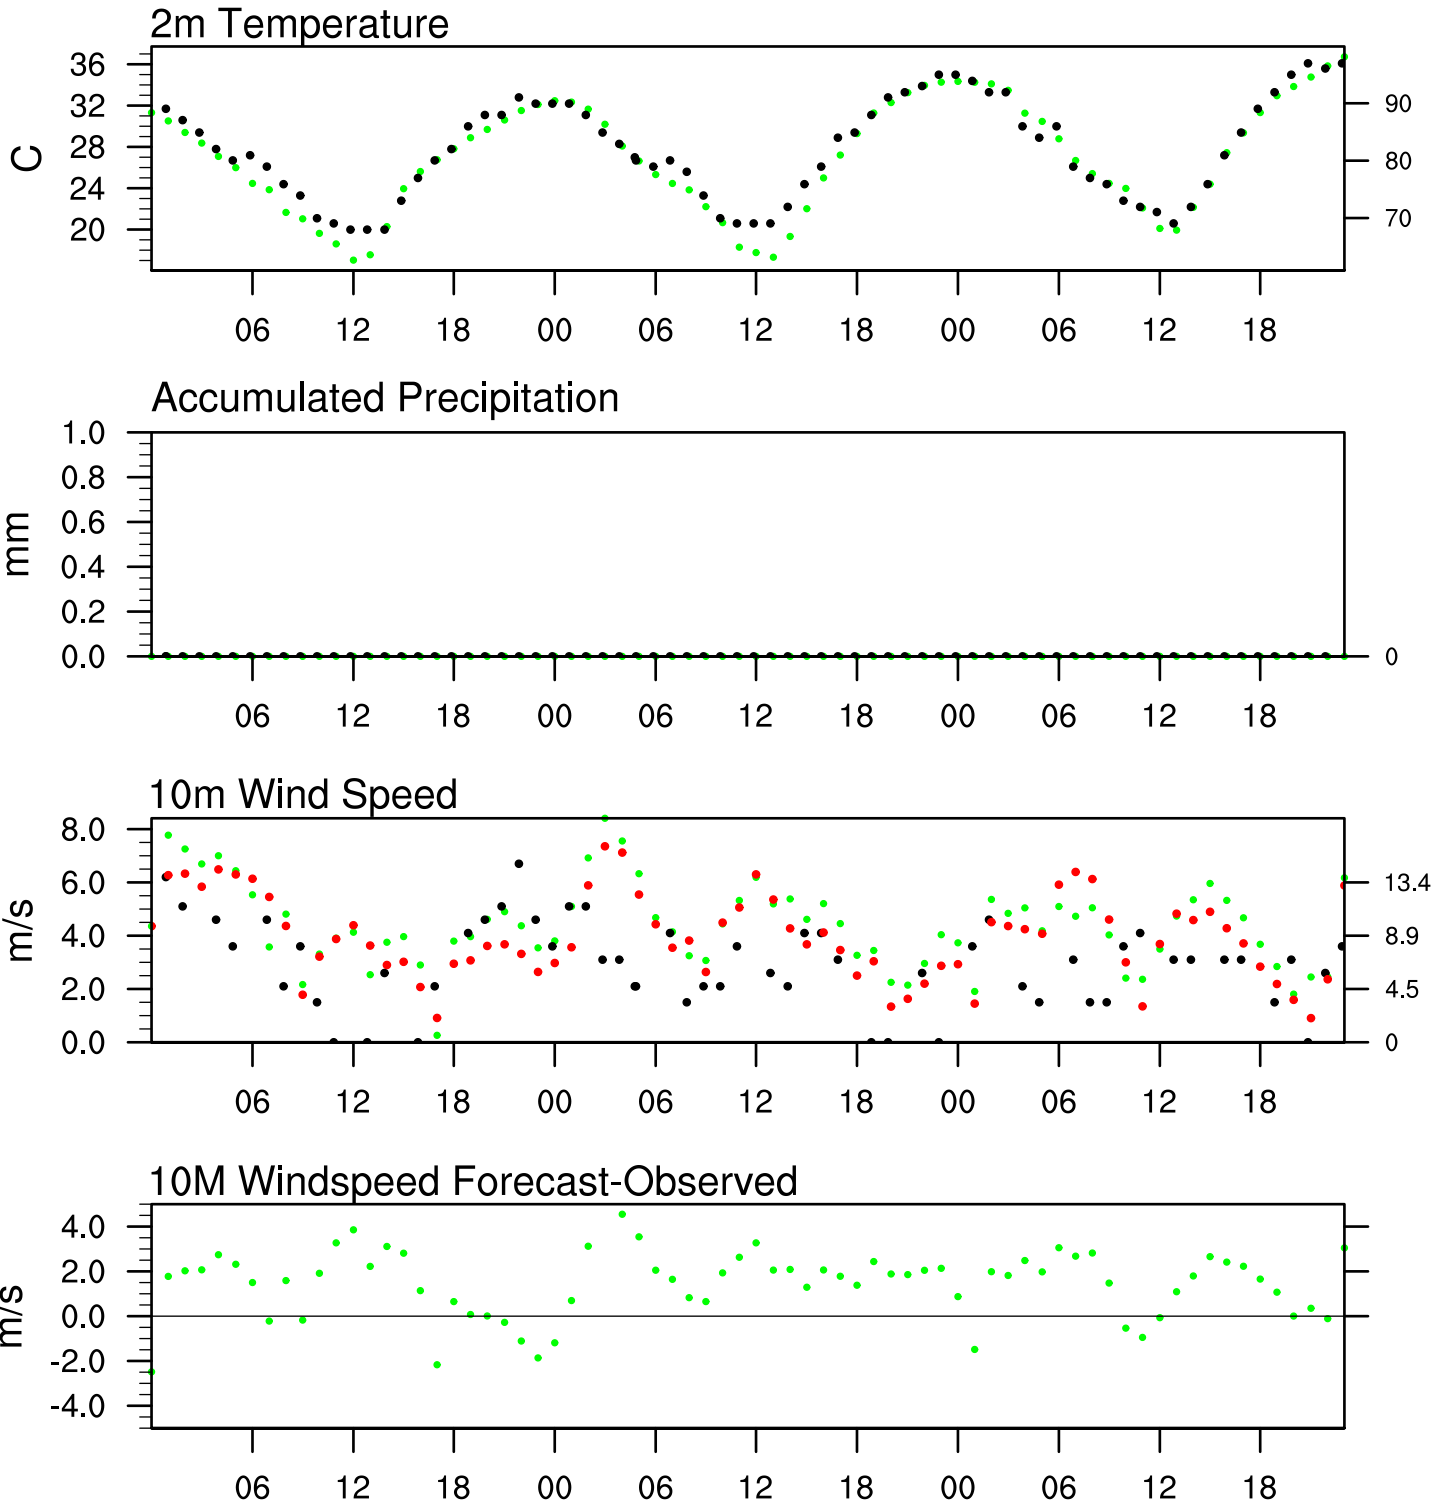 2m Temperature
36
32
28
24
20
C
90
80
70
06 12 18 00 06 12 18 00 06 12 18
Accumulated Precipitation
1.0
0.8
0.6
0.4
0.2
0.0
mm
0
06 12 18 00 06 12 18 00 06 12 18
10m Wind Speed
8.0
6.0
4.0
2.0
0.0
m/s
13.4
8.9
4.5
0
06 12 18 00 06 12 18 00 06 12 18
10M Windspeed Forecast-Observed
4.0
2.0
0.0
-2.0
-4.0
m/s
06 12 18 00 06 12 18 00 06 12 18